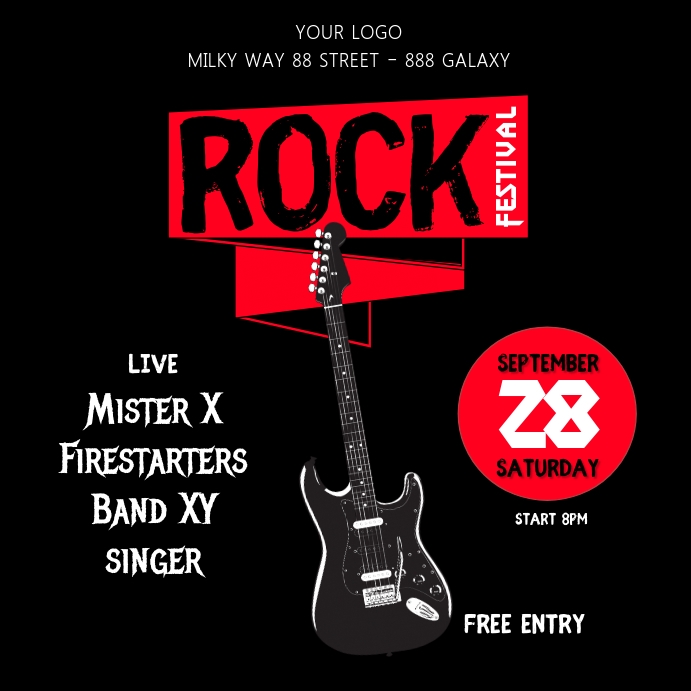 YOUR LOGO
MILKY WAY 88 STREET - 888 GALAXY
ROCK
FESTIVAL
LIVE
MISTER X
FIRESTARTERS
BAND XY
SINGER
SEPTEMBER
28
SATURDAY
START 8PM
FREE ENTRY